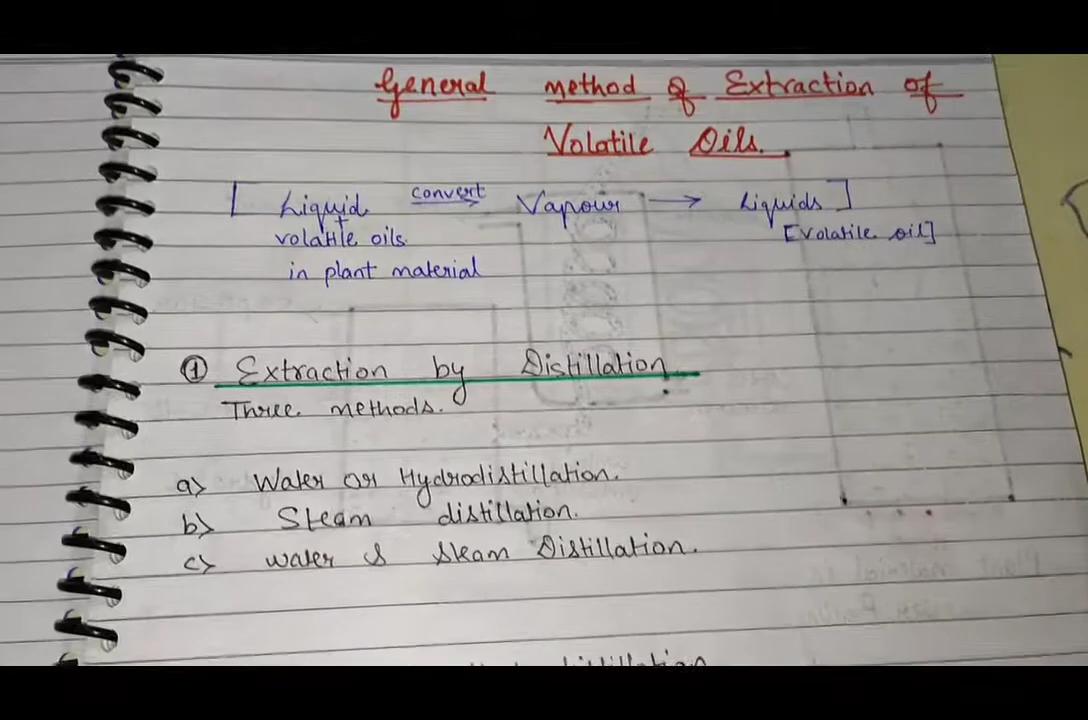 General method of Extraction of
Volatile Oils.
[ Liquid convert → Vapour → Liquids ]
+
volatile oils [Volatile oil]
in plant material
① Extraction by Distillation
Three methods.
a) Water or Hydrodistillation.
b) Steam distillation.
c) water & steam Distillation.
distillation